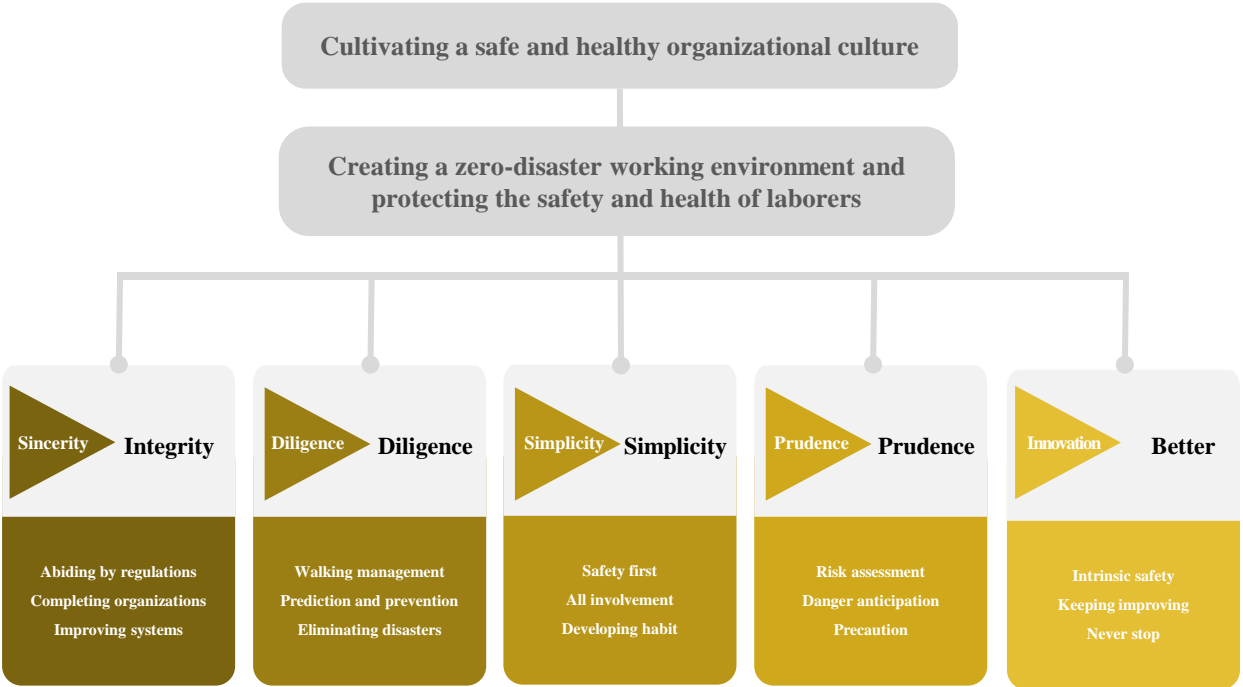 Cultivating a safe and healthy organizational culture
Creating a zero-disaster working environment and
protecting the safety and health of laborers
Sincerity
Integrity
Abiding by regulations
Completing organizations
Improving systems
Diligence
Diligence
Walking management
Prediction and prevention
Eliminating disasters
Simplicity
Simplicity
Safety first
All involvement
Developing habit
Prudence
Prudence
Risk assessment
Danger anticipation
Precaution
Innovation
Better
Intrinsic safety
Keeping improving
Never stop